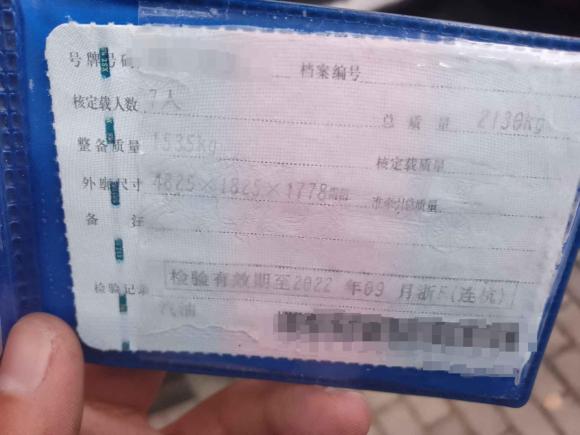 号牌号码 档案编号
核定载人数 7人 总质量 2130kg
整备质量 1535kg 核定载质量
外廓尺寸 4825×1825×1778mm 准牵引总质量
备注
检验记录 检验有效期至2022年09月浙F(连杭)
汽油